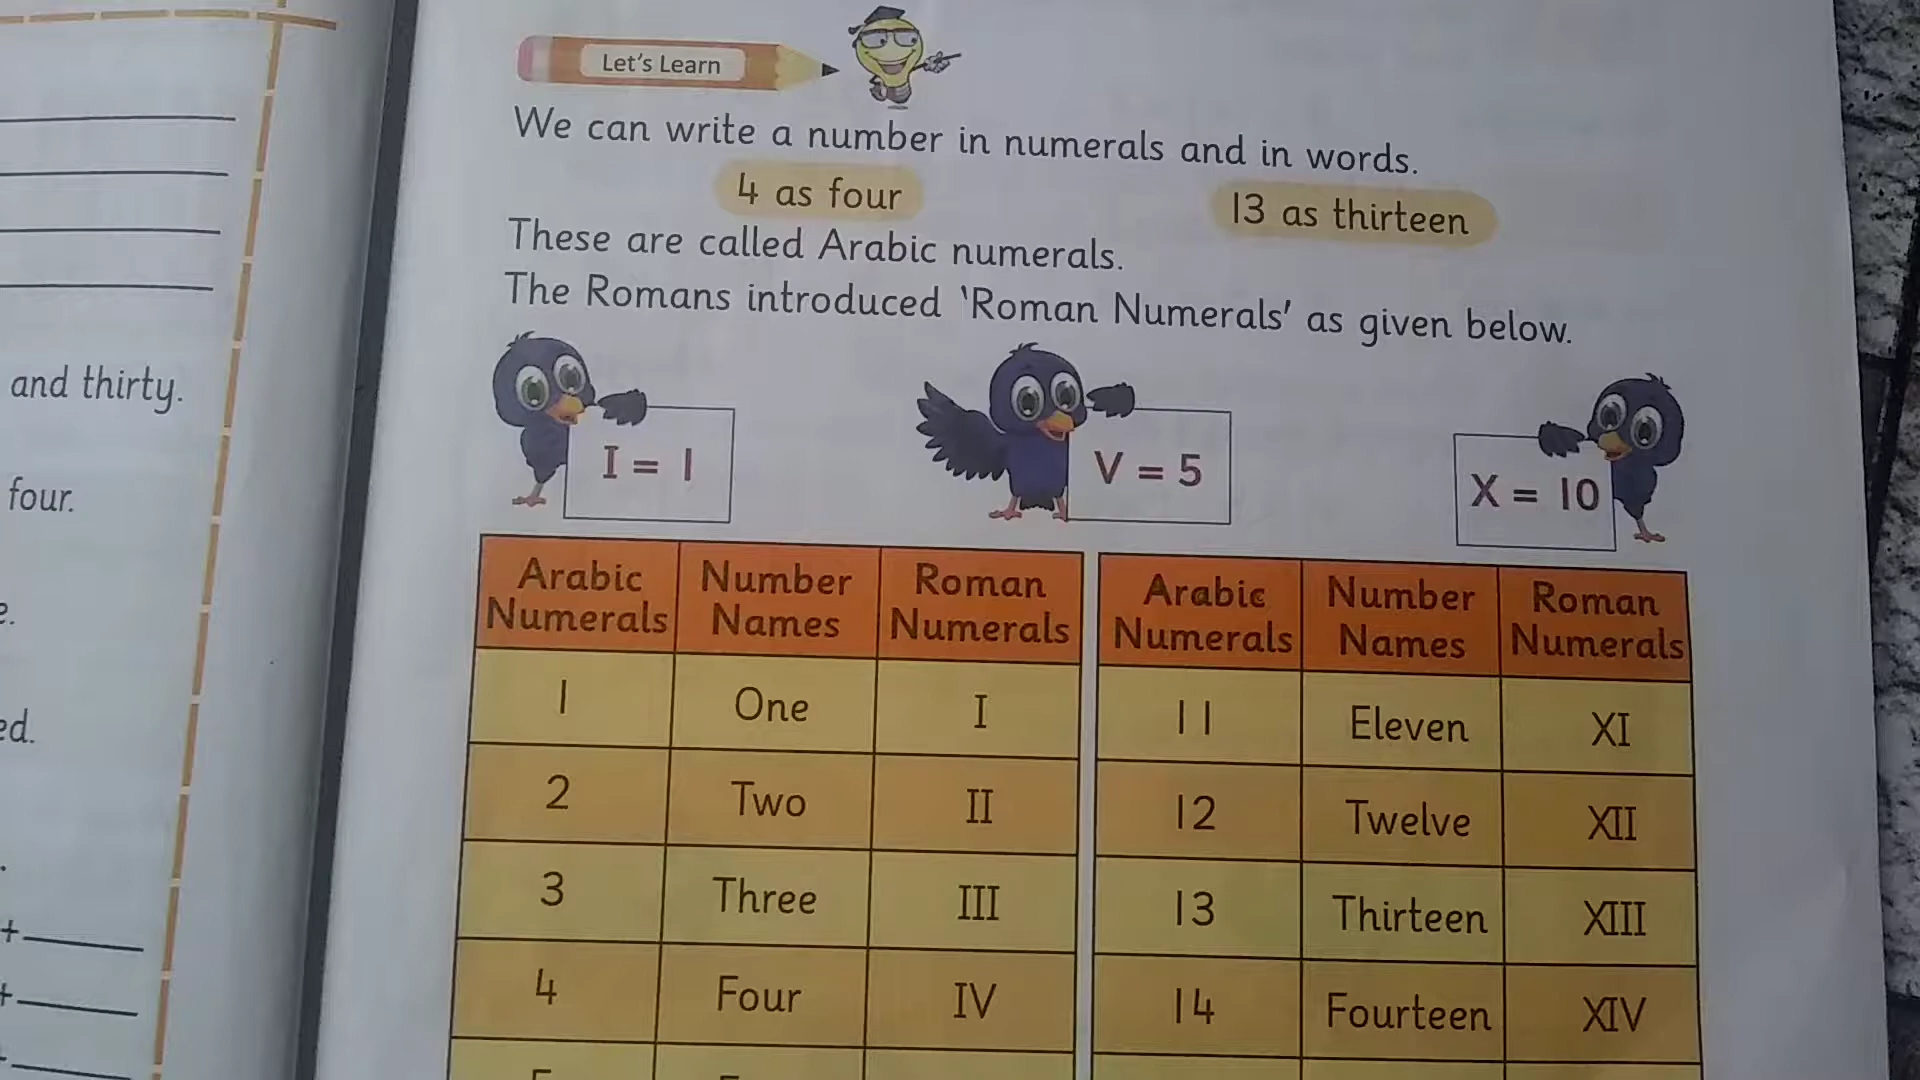 Let's Learn
We can write a number in numerals and in words.
4 as four 13 as thirteen
These are called Arabic numerals.
The Romans introduced 'Roman Numerals' as given below.
I = 1 V = 5 X = 10
Arabic Numerals Number Names Roman Numerals Arabic Numerals Number Names Roman Numerals
1 One I 11 Eleven XI
2 Two II 12 Twelve XII
3 Three III 13 Thirteen XIII
4 Four IV 14 Fourteen XIV
and thirty.
four.
+
+